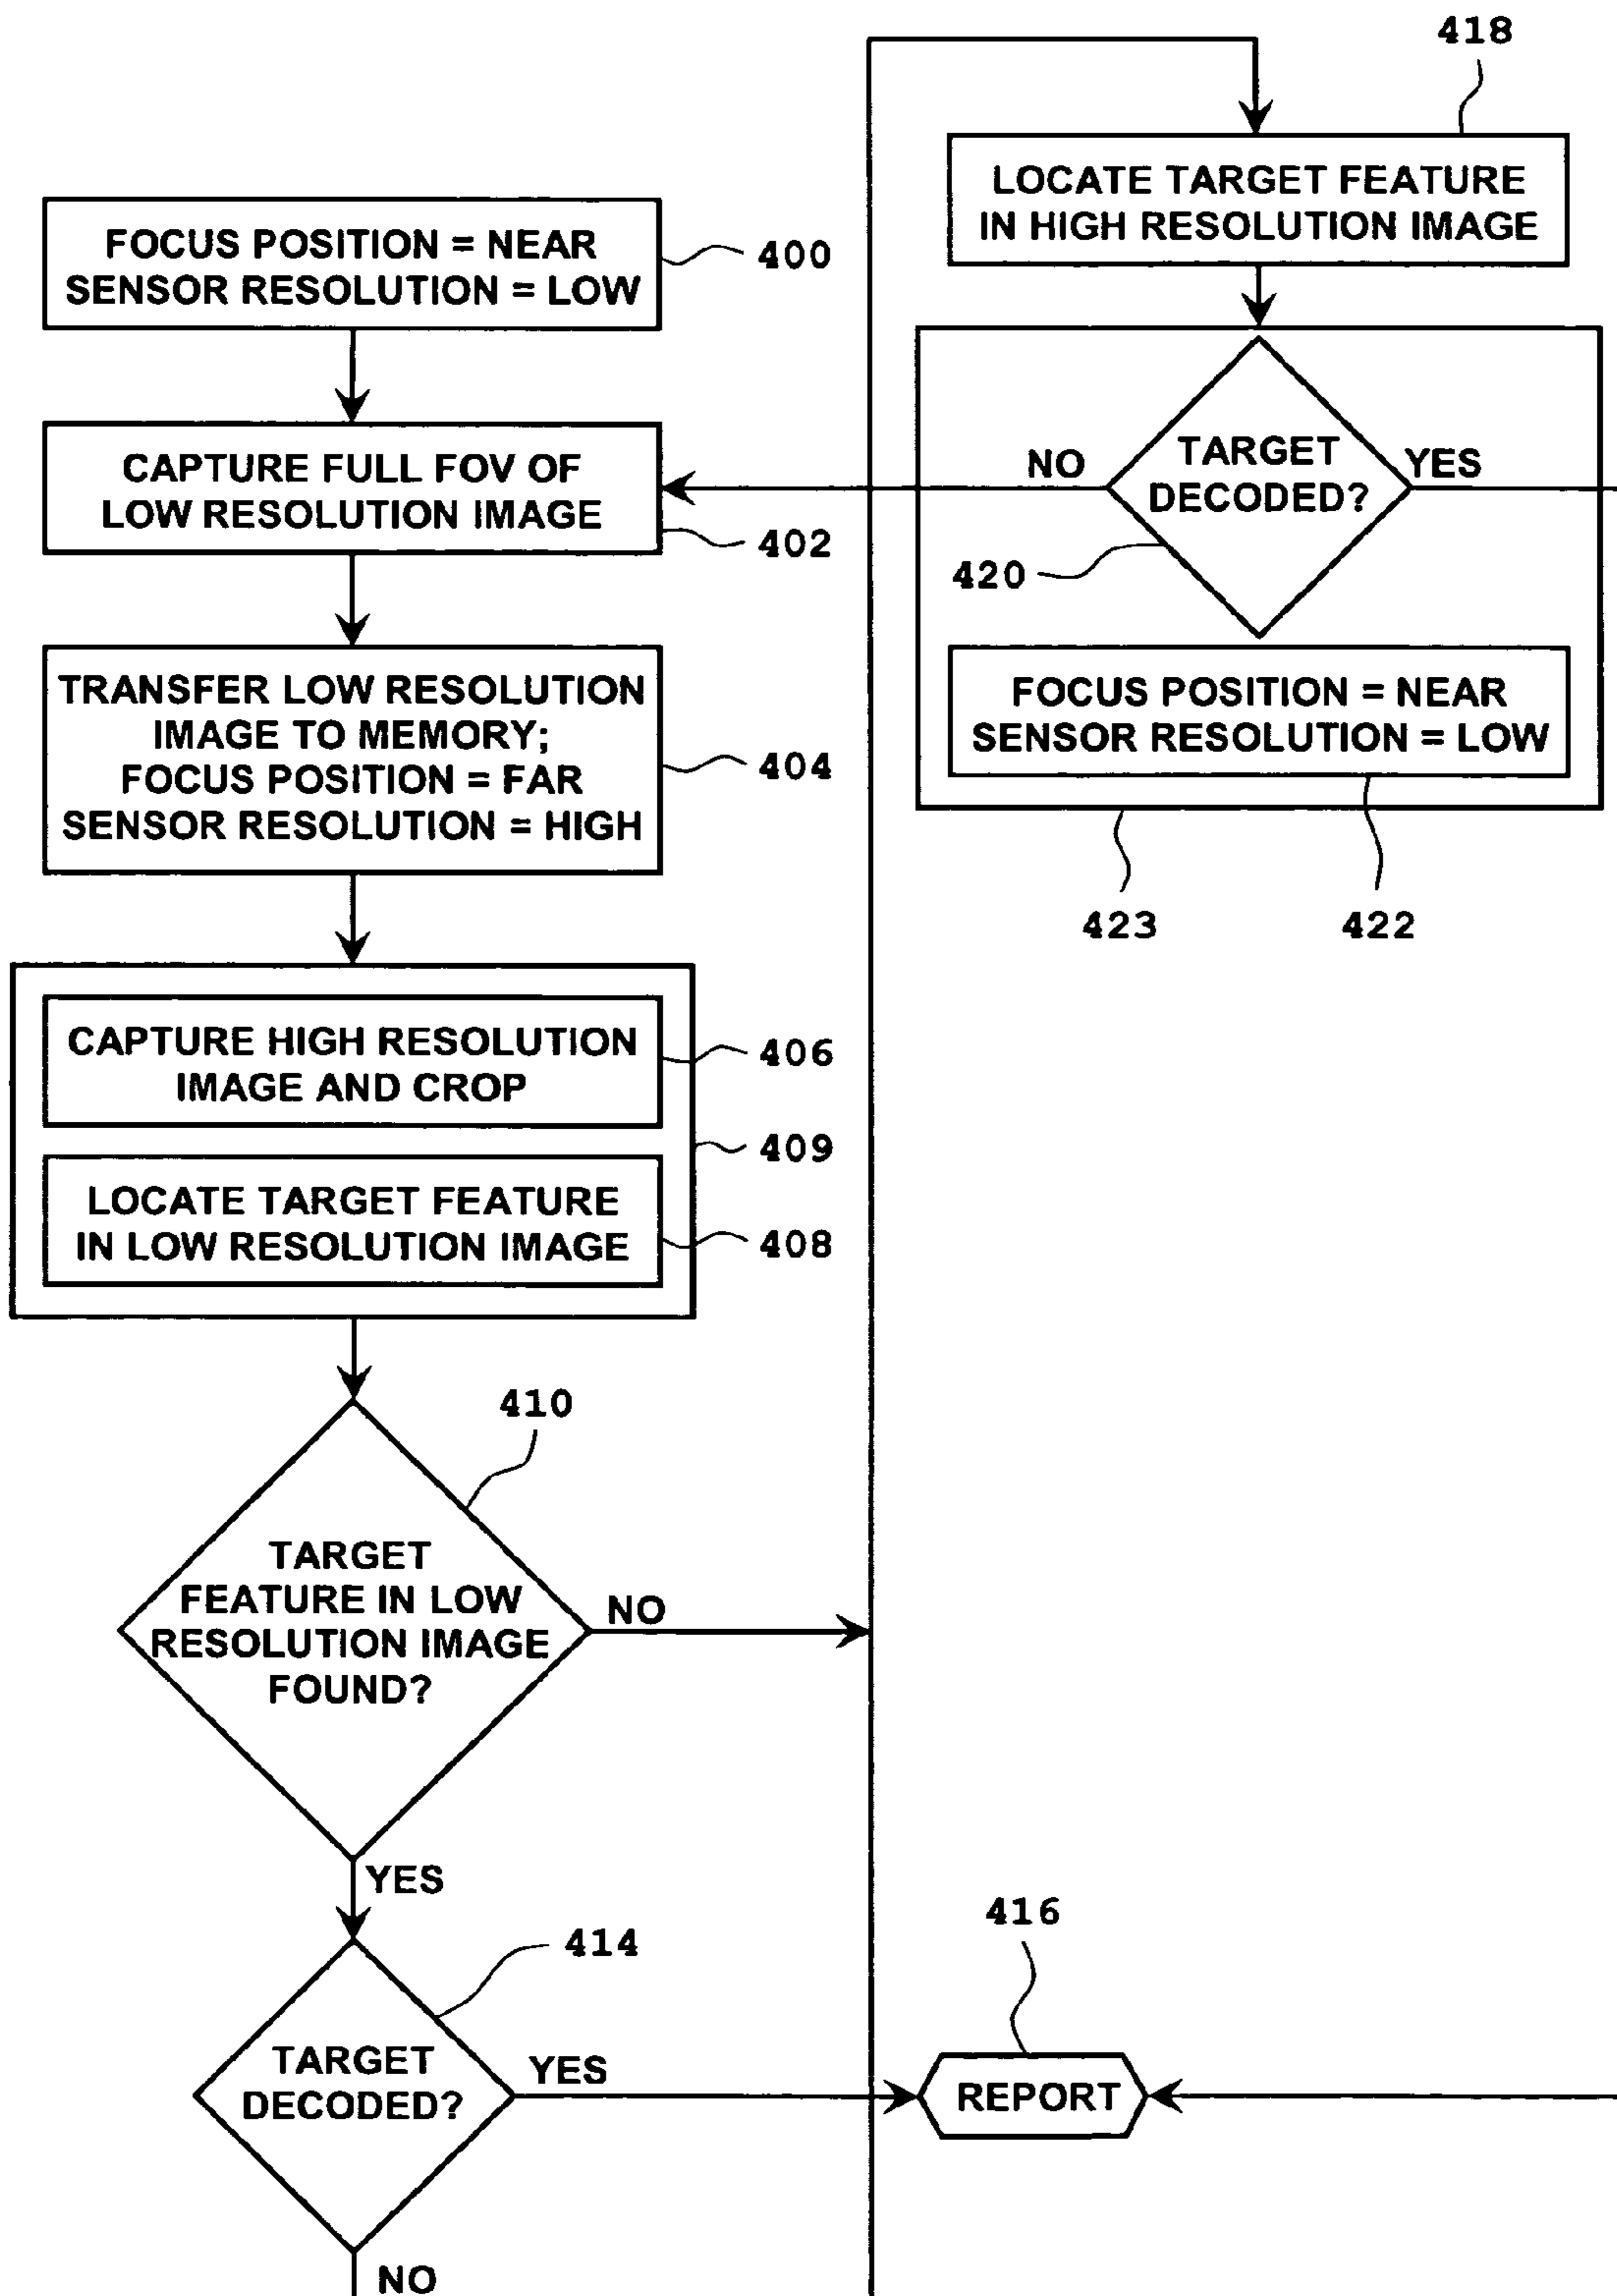 FOCUS POSITION = NEAR
SENSOR RESOLUTION = LOW
400
CAPTURE FULL FOV OF
LOW RESOLUTION IMAGE
402
TRANSFER LOW RESOLUTION
IMAGE TO MEMORY;
FOCUS POSITION = FAR
SENSOR RESOLUTION = HIGH
404
CAPTURE HIGH RESOLUTION
IMAGE AND CROP
406
409
LOCATE TARGET FEATURE
IN LOW RESOLUTION IMAGE
408
410
TARGET
FEATURE IN LOW
RESOLUTION IMAGE
FOUND?
NO
YES
414
TARGET
DECODED?
YES
NO
416
REPORT
418
LOCATE TARGET FEATURE
IN HIGH RESOLUTION IMAGE
NO
TARGET
DECODED?
YES
420
FOCUS POSITION = NEAR
SENSOR RESOLUTION = LOW
423
422